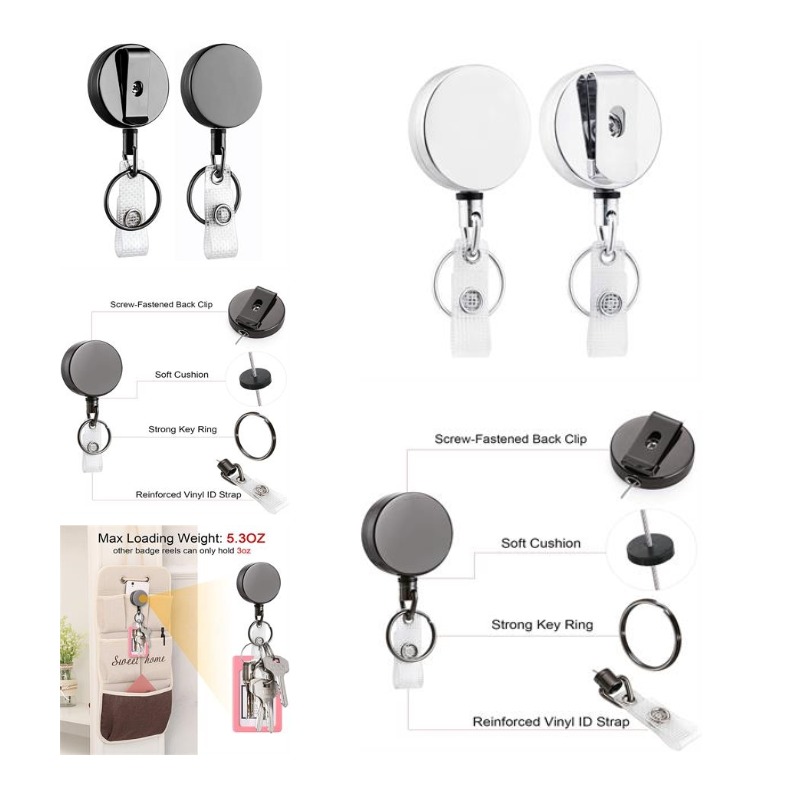 Screw-Fastened Back Clip
Soft Cushion
Strong Key Ring
Reinforced Vinyl ID Strap
Max Loading Weight: 5.3OZ
other badge reels can only hold 3oz
Sweet home
Screw-Fastened Back Clip
Soft Cushion
Strong Key Ring
Reinforced Vinyl ID Strap